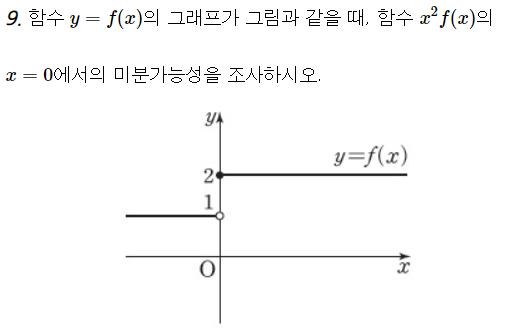 9. 함수 y = f(x)의 그래프가 그림과 같을 때, 함수 x²f(x)의
x = 0에서의 미분가능성을 조사하시오.
y
y=f(x)
2
1
O
x